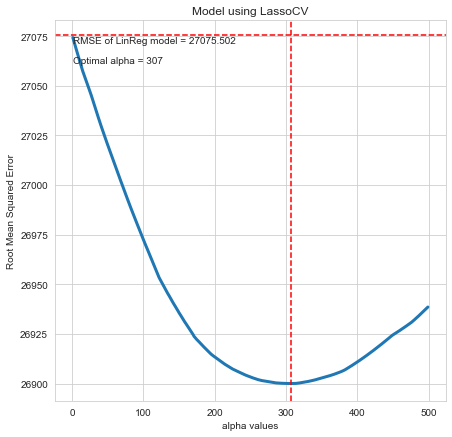 Model using LassoCV
27075
RMSE of LinReg model = 27075.502
Optimal alpha = 307
27050
27025
27000
26975
26950
26925
26900
Root Mean Squared Error
0
100
200
300
400
500
alpha values